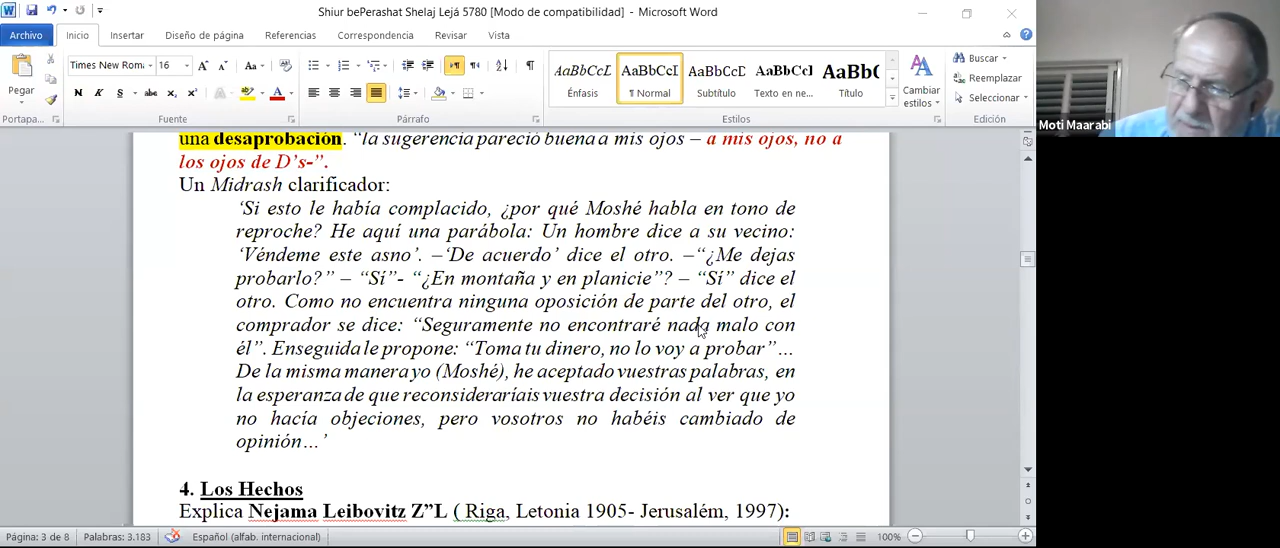 Shiur bePerashat Shelaj Lejá 5780 [Modo de compatibilidad] - Microsoft Word
Archivo Inicio Insertar Diseño de página Referencias Correspondencia Revisar Vista
Times New Roma 16 Buscar
Reemplazar
Pegar Cambiar estilos Seleccionar
AaBbCcL AaBbCcI AaBbCcD AaBbCcI AaBb(
Énfasis ¶ Normal Subtítulo Texto en ne... Título
Portapa... Fuente Párrafo Estilos Edición
Moti Maarabi
una desaprobación. “la sugerencia pareció buena a mis ojos – a mis ojos, no a
los ojos de D’s-”.
Un Midrash clarificador:
‘Si esto le había complacido, ¿por qué Moshé habla en tono de
reproche? He aquí una parábola: Un hombre dice a su vecino:
‘Véndeme este asno’. –‘De acuerdo’ dice el otro. –“¿Me dejas
probarlo?” – “Sí”- “¿En montaña y en planicie”? – “Sí” dice el
otro. Como no encuentra ninguna oposición de parte del otro, el
comprador se dice: “Seguramente no encontraré nada malo con
él”. Enseguida le propone: “Toma tu dinero, no lo voy a probar”...
De la misma manera yo (Moshé), he aceptado vuestras palabras, en
la esperanza de que reconsideraríais vuestra decisión al ver que yo
no hacía objeciones, pero vosotros no habéis cambiado de
opinión...’
4. Los Hechos
Explica Nejama Leibovitz Z”L ( Riga, Letonia 1905- Jerusalém, 1997):
Página: 3 de 8 Palabras: 3.183 Español (alfab. internacional) 100%